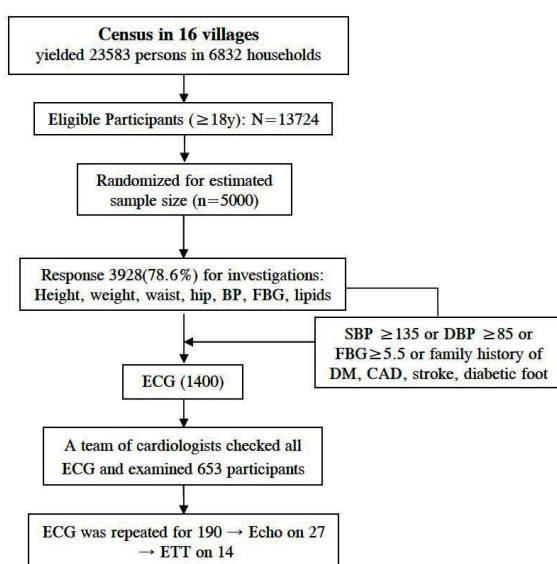 Census in 16 villages
yielded 23583 persons in 6832 households
Eligible Participants (≥18y): N=13724
Randomized for estimated
sample size (n=5000)
Response 3928(78.6%) for investigations:
Height, weight, waist, hip, BP, FBG, lipids
SBP ≥135 or DBP ≥85 or
FBG≥5.5 or family history of
DM, CAD, stroke, diabetic foot
ECG (1400)
A team of cardiologists checked all
ECG and examined 653 participants
ECG was repeated for 190 → Echo on 27
→ ETT on 14